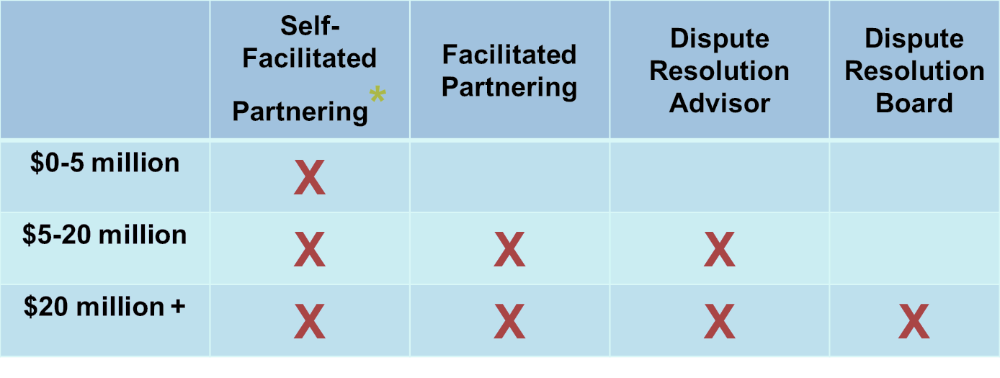 Self-
Facilitated
Partnering*
Facilitated
Partnering
Dispute
Resolution
Advisor
Dispute
Resolution
Board
$0-5 million
X
$5-20 million
X
X
X
$20 million +
X
X
X
X